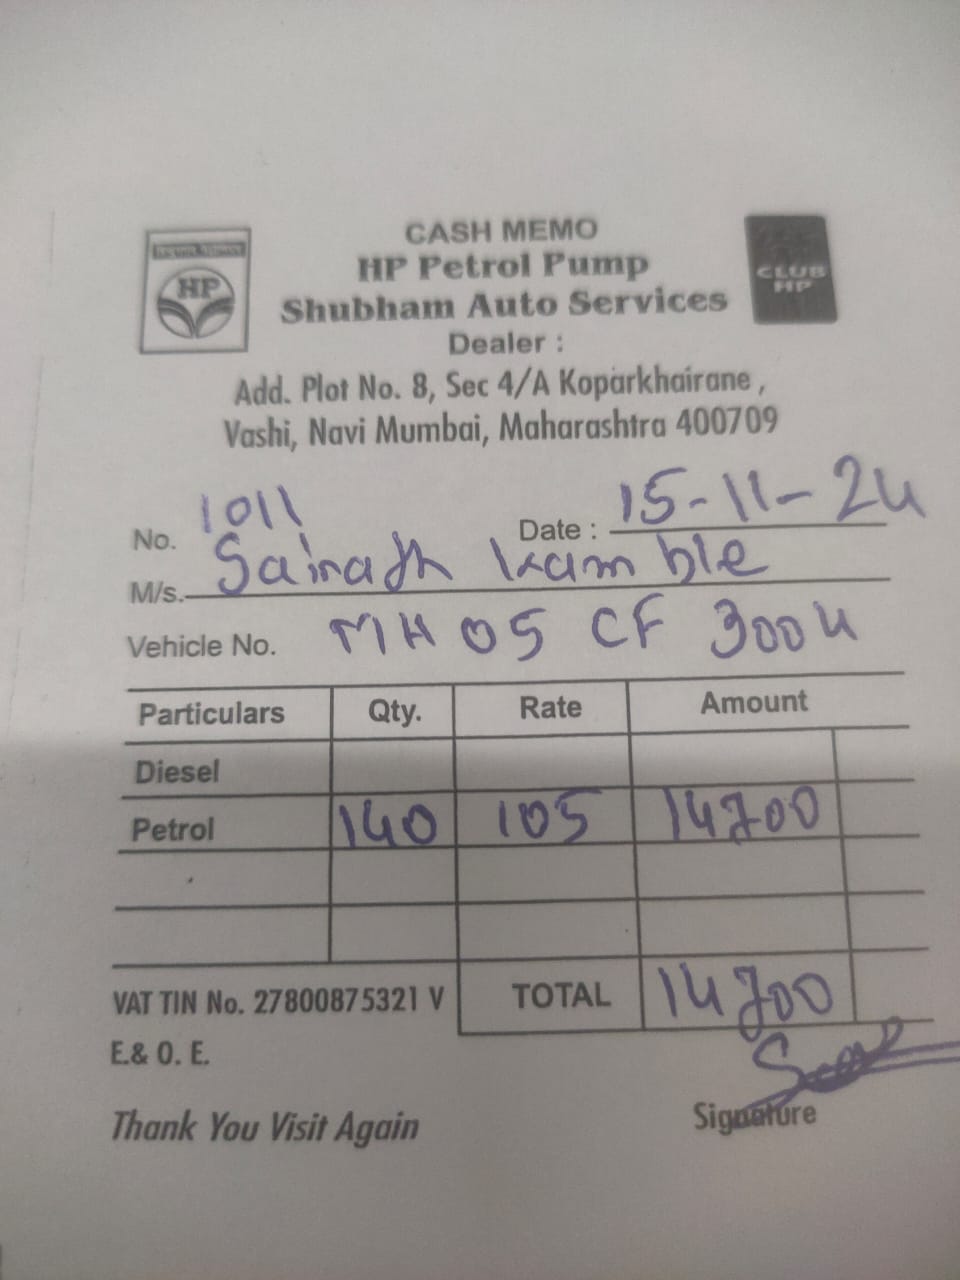 CASH MEMO
HP Petrol Pump
Shubham Auto Services
Dealer :
Add. Plot No. 8, Sec 4/A Koparkhairane,
Vashi, Navi Mumbai, Maharashtra 400709
HP
CLUB
HP
No. 1011 Date : 15-11-24
M/s. Sainath Kamble
Vehicle No. MH 05 CF 3004
Particulars Qty. Rate Amount
Diesel
Petrol 140 105 14700
VAT TIN No. 27800875321 V TOTAL 14700
E.& O. E.
Thank You Visit Again Signature